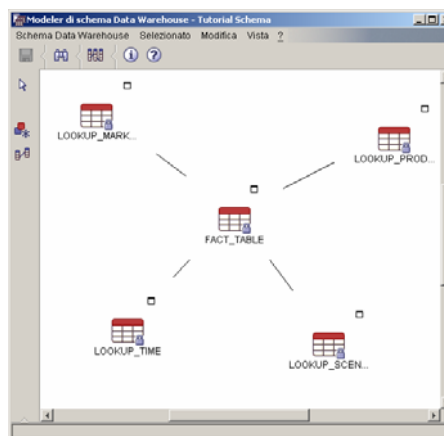 Modeler di schema Data Warehouse - Tutorial Schema
Schema Data Warehouse Selezionato Modifica Vista ?
LOOKUP_MARK...
LOOKUP_PROD...
FACT_TABLE
LOOKUP_TIME
LOOKUP_SCEN...